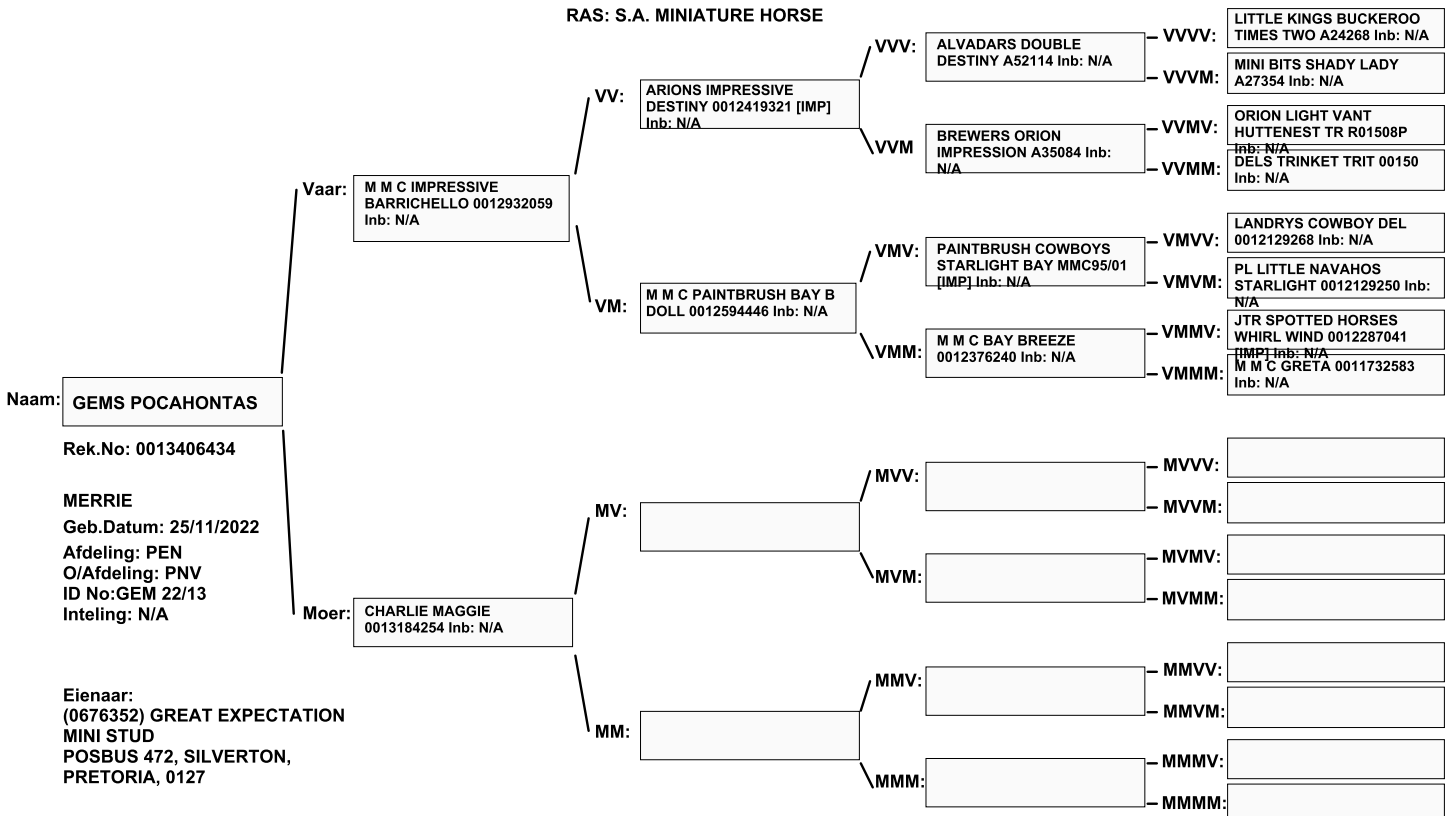 RAS: S.A. MINIATURE HORSE
Naam:
GEMS POCAHONTAS
Rek.No: 0013406434
MERRIE
Geb.Datum: 25/11/2022
Afdeling: PEN
O/Afdeling: PNV
ID No:GEM 22/13
Inteling: N/A
Eienaar:
(0676352) GREAT EXPECTATION
MINI STUD
POSBUS 472, SILVERTON,
PRETORIA, 0127
Vaar:
M M C IMPRESSIVE
BARRICHELLO 0012932059
Inb: N/A
Moer:
CHARLIE MAGGIE
0013184254 Inb: N/A
VV:
ARIONS IMPRESSIVE
DESTINY 0012419321 [IMP]
Inb: N/A
VM:
M M C PAINTBRUSH BAY B
DOLL 0012594446 Inb: N/A
MV:
MM:
VVV:
ALVADARS DOUBLE
DESTINY A52114 Inb: N/A
VVM
BREWERS ORION
IMPRESSION A35084 Inb:
N/A
VMV:
PAINTBRUSH COWBOYS
STARLIGHT BAY MMC95/01
[IMP] Inb: N/A
VMM:
M M C BAY BREEZE
0012376240 Inb: N/A
MVV:
MVM:
MMV:
MMM:
VVVV:
LITTLE KINGS BUCKEROO
TIMES TWO A24268 Inb: N/A
VVVM:
MINI BITS SHADY LADY
A27354 Inb: N/A
VVMV:
ORION LIGHT VANT
HUTTENEST TR R01508P
Inb: N/A
VVMM:
DELS TRINKET TRIT 00150
Inb: N/A
VMVV:
LANDRYS COWBOY DEL
0012129268 Inb: N/A
VMVM:
PL LITTLE NAVAHOS
STARLIGHT 0012129250 Inb:
N/A
VMMV:
JTR SPOTTED HORSES
WHIRL WIND 0012287041
[IMP] Inb: N/A
VMMM:
M M C GRETA 0011732583
Inb: N/A
MVVV:
MVVM:
MVMV:
MVMM:
MMVV:
MMVM:
MMMV:
MMMM: